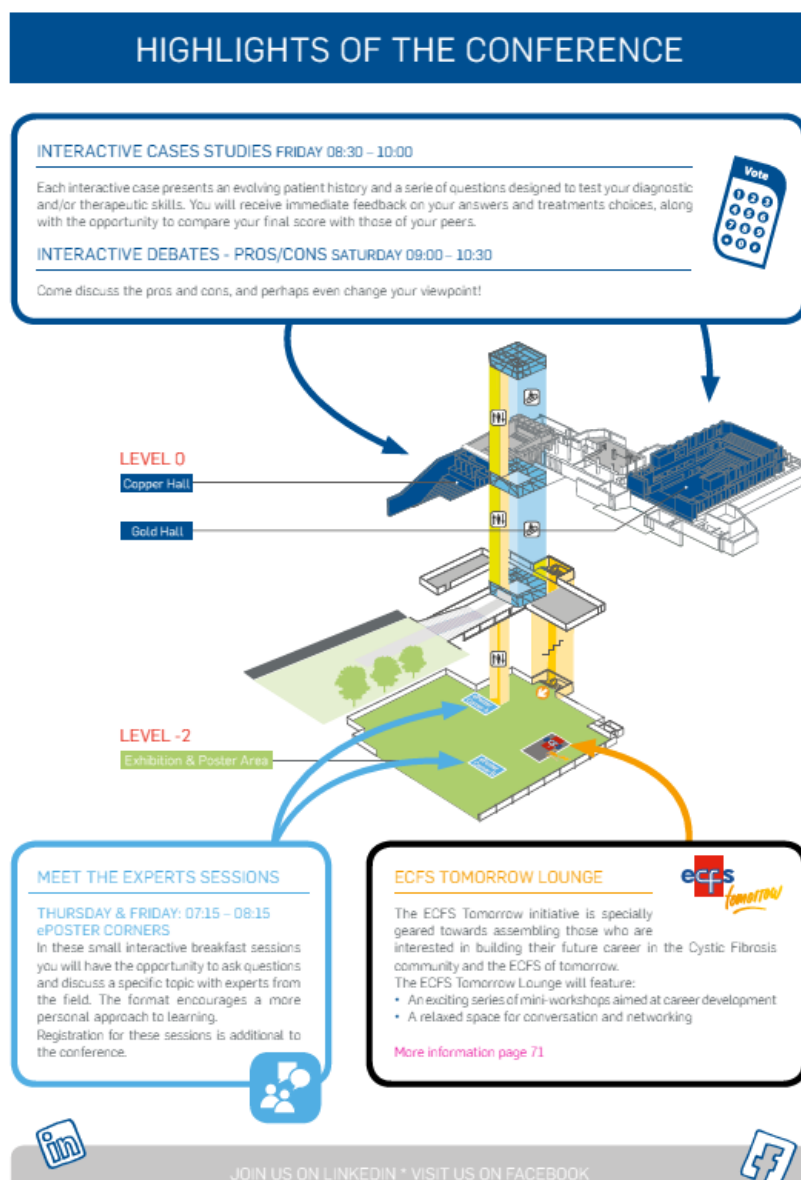 HIGHLIGHTS OF THE CONFERENCE
INTERACTIVE CASES STUDIES FRIDAY 08:30 – 10:00
Each interactive case presents an evolving patient history and a serie of questions designed to test your diagnostic
and/or therapeutic skills. You will receive immediate feedback on your answers and treatments choices, along
with the opportunity to compare your final score with those of your peers.
Vote
1 2 3
4 5 6
7 8 9
* 0 #
INTERACTIVE DEBATES - PROS/CONS SATURDAY 09:00 – 10:30
Come discuss the pros and cons, and perhaps even change your viewpoint!
LEVEL 0
Copper Hall
Gold Hall
LEVEL -2
Exhibition & Poster Area
MEET THE EXPERTS SESSIONS
THURSDAY & FRIDAY: 07:15 – 08:15
ePOSTER CORNERS
In these small interactive breakfast sessions
you will have the opportunity to ask questions
and discuss a specific topic with experts from
the field. The format encourages a more
personal approach to learning.
Registration for these sessions is additional to
the conference.
ECFS TOMORROW LOUNGE
ecfs
tomorrow
The ECFS Tomorrow initiative is specially
geared towards assembling those who are
interested in building their future career in the Cystic Fibrosis
community and the ECFS of tomorrow.
The ECFS Tomorrow Lounge will feature:
• An exciting series of mini-workshops aimed at career development
• A relaxed space for conversation and networking
More information page 71
in
f
JOIN US ON LINKEDIN * VISIT US ON FACEBOOK